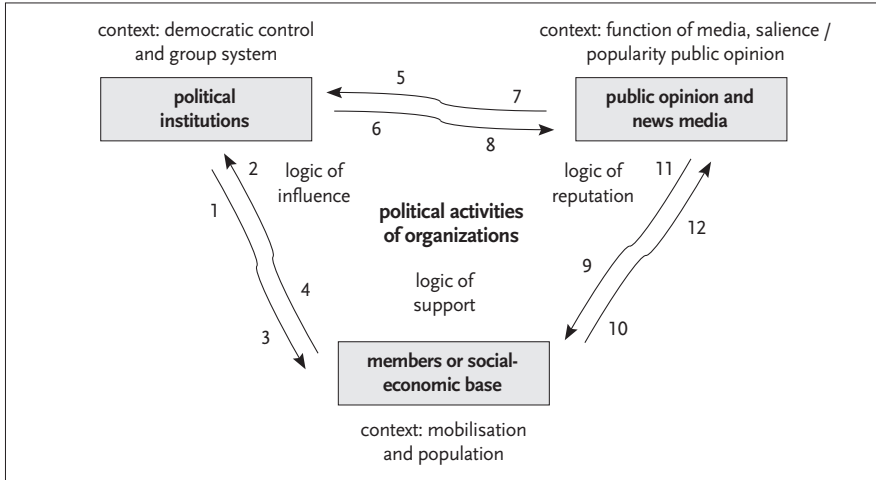 context: democratic control
and group system
context: function of media, salience /
popularity public opinion
political
institutions
public opinion and
news media
5
7
6
8
2
1
logic of
influence
logic of
reputation
11
12
political activities
of organizations
9
10
4
3
logic of
support
members or social-
economic base
context: mobilisation
and population